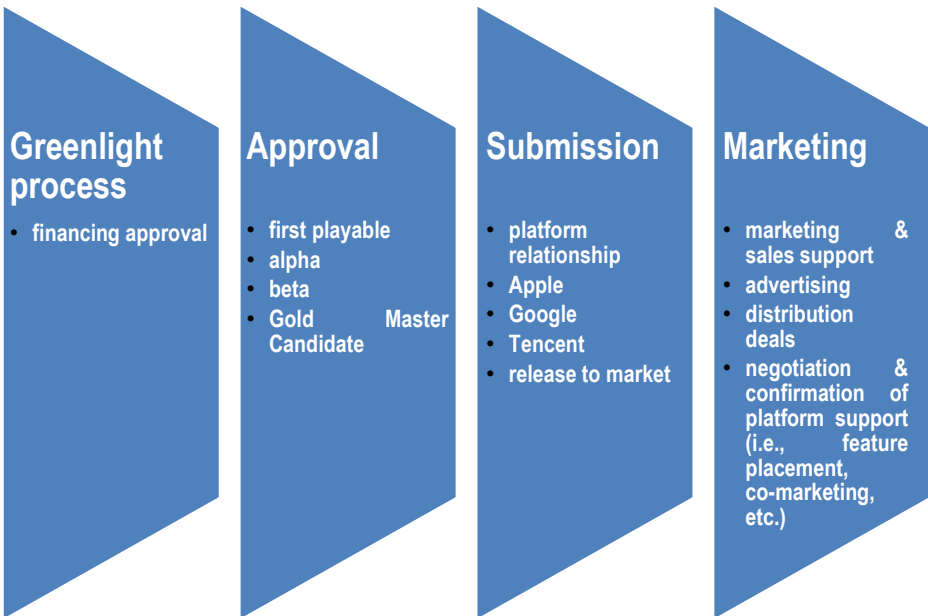 Greenlight
process
• financing approval
Approval
• first playable
• alpha
• beta
• Gold Master
Candidate
Submission
• platform
relationship
• Apple
• Google
• Tencent
• release to market
Marketing
• marketing &
sales support
• advertising
• distribution
deals
• negotiation &
confirmation of
platform support
(i.e., feature
placement,
co-marketing,
etc.)